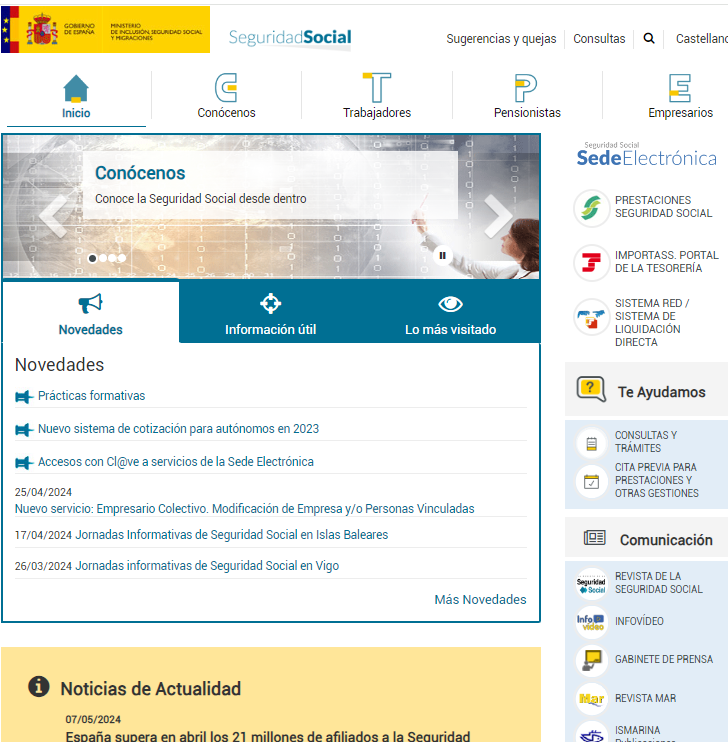 GOBIERNO
DE ESPAÑA
MINISTERIO
DE INCLUSIÓN, SEGURIDAD SOCIAL
Y MIGRACIONES
SeguridadSocial
Sugerencias y quejas
Consultas
Castellano
Inicio
Conócenos
Trabajadores
Pensionistas
Empresarios
Conócenos
Conoce la Seguridad Social desde dentro
Novedades
Información útil
Lo más visitado
Novedades
Prácticas formativas
Nuevo sistema de cotización para autónomos en 2023
Accesos con Cl@ve a servicios de la Sede Electrónica
25/04/2024
Nuevo servicio: Empresario Colectivo. Modificación de Empresa y/o Personas Vinculadas
17/04/2024 Jornadas Informativas de Seguridad Social en Islas Baleares
26/03/2024 Jornadas informativas de Seguridad Social en Vigo
Más Novedades
Noticias de Actualidad
07/05/2024
España supera en abril los 21 millones de afiliados a la Seguridad
Seguridad Social
SedeElectrónica
PRESTACIONES
SEGURIDAD SOCIAL
IMPORTASS. PORTAL
DE LA TESORERÍA
SISTEMA RED /
SISTEMA DE
LIQUIDACIÓN
DIRECTA
Te Ayudamos
CONSULTAS Y
TRÁMITES
CITA PREVIA PARA
PRESTACIONES Y
OTRAS GESTIONES
Comunicación
Seguridad
Social
REVISTA DE LA
SEGURIDAD SOCIAL
Info
vídeo
INFOVÍDEO
GABINETE DE PRENSA
Mar
REVISTA MAR
ISMARINA
Publicaciones